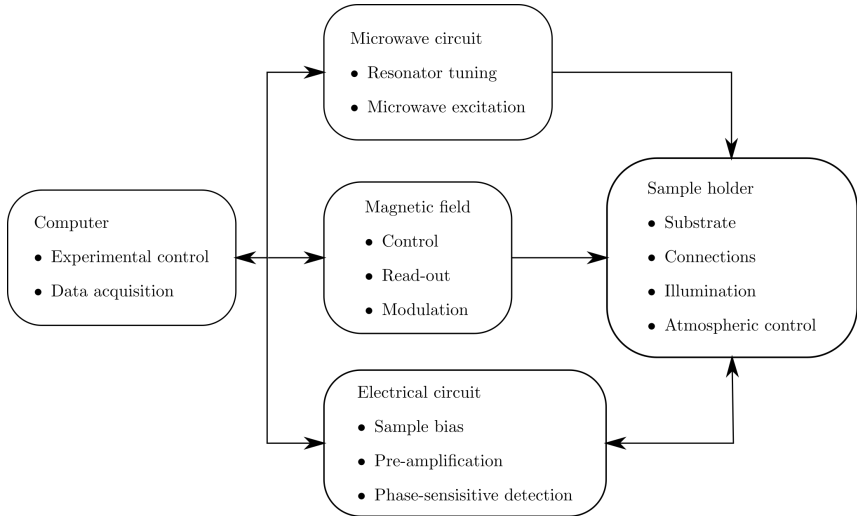 Microwave circuit
● Resonator tuning
● Microwave excitation
Computer
● Experimental control
● Data acquisition
Magnetic field
● Control
● Read-out
● Modulation
Sample holder
● Substrate
● Connections
● Illumination
● Atmospheric control
Electrical circuit
● Sample bias
● Pre-amplification
● Phase-sensisitive detection